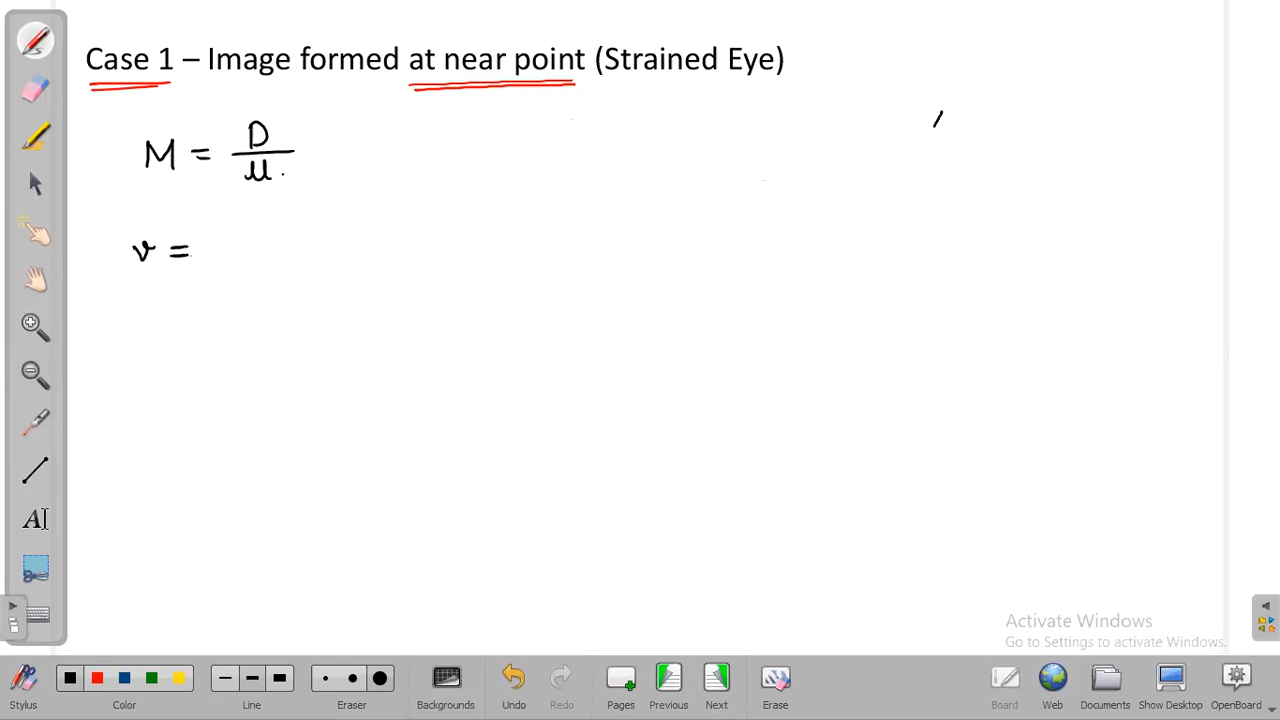 Case 1 – Image formed at near point (Strained Eye)
M = D/u
v =
Activate Windows
Go to Settings to activate Windows.
Stylus
Color
Line
Eraser
Backgrounds
Undo
Redo
Pages
Previous
Next
Erase
Board
Web
Documents
Show Desktop
OpenBoard